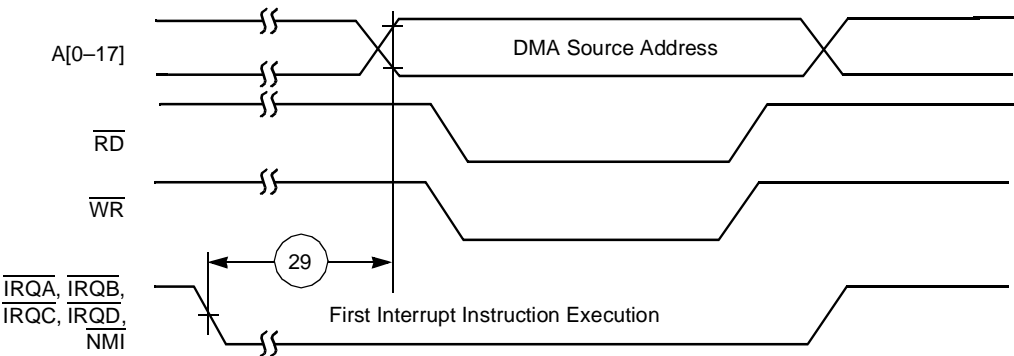 A[0–17]
DMA Source Address
RD
WR
29
IRQA, IRQB,
IRQC, IRQD,
NMI
First Interrupt Instruction Execution